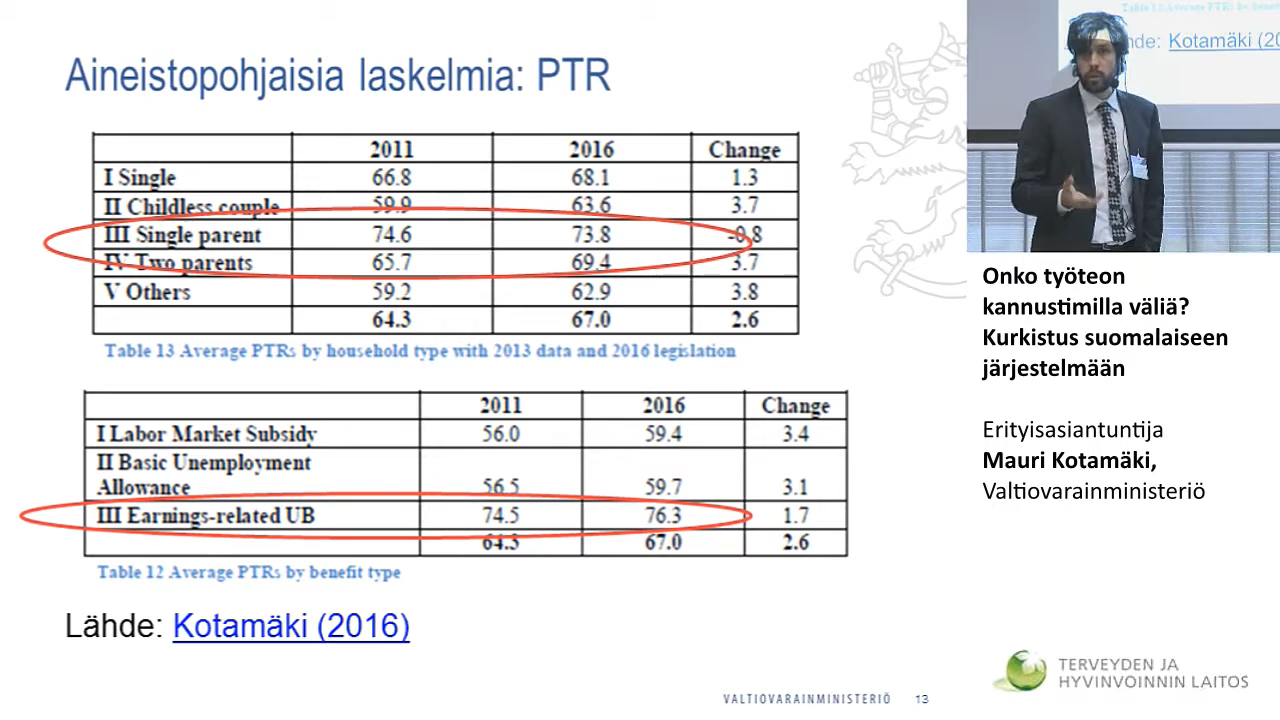 Aineistopohjaisia laskelmia: PTR
2011 2016 Change
I Single 66.8 68.1 1.3
II Childless couple 59.9 63.6 3.7
III Single parent 74.6 73.8 -0.8
IV Two parents 65.7 69.4 3.7
V Others 59.2 62.9 3.8
64.3 67.0 2.6
Table 13 Average PTRs by household type with 2013 data and 2016 legislation
2011 2016 Change
I Labor Market Subsidy 56.0 59.4 3.4
II Basic Unemployment
Allowance 56.5 59.7 3.1
III Earnings-related UB 74.5 76.3 1.7
64.3 67.0 2.6
Table 12 Average PTRs by benefit type
Lähde: Kotamäki (2016)
VALTIOVARAINMINISTERIÖ 13
Kotamäki (20
Onko työteon
kannustimilla väliä?
Kurkistus suomalaiseen
järjestelmään
Erityisasiantuntija
Mauri Kotamäki,
Valtiovarainministeriö
TERVEYDEN JA
HYVINVOINNIN LAITOS